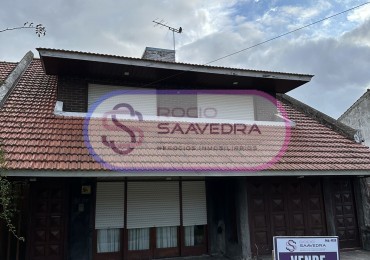 ROCIO
SAAVEDRA
NEGOCIOS INMOBILIARIOS
SAAVEDRA
VENDE